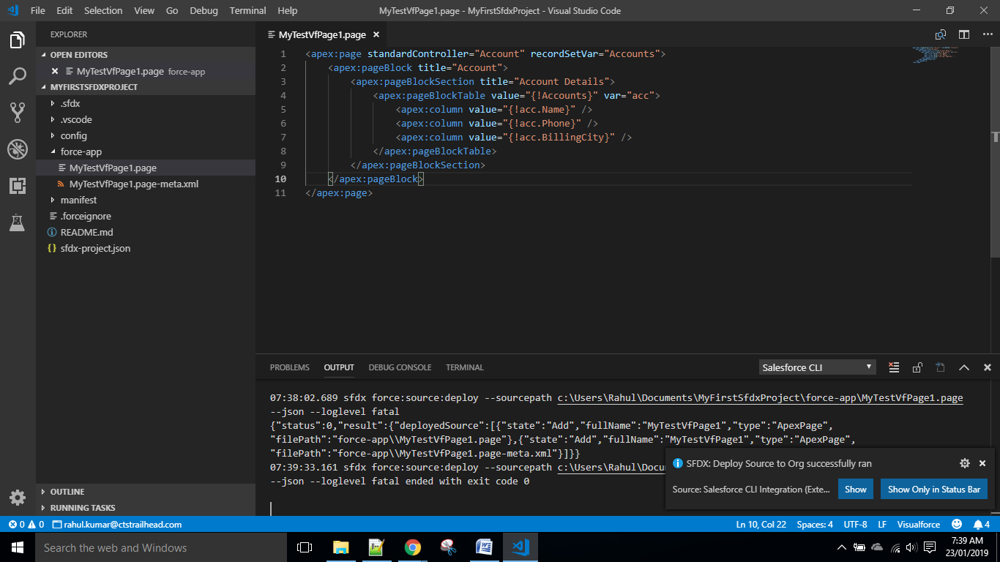 File Edit Selection View Go Debug Terminal Help
MyTestVfPage1.page - MyFirstSfdxProject - Visual Studio Code
EXPLORER
OPEN EDITORS
MyTestVfPage1.page force-app
MYFIRSTSFDXPROJECT
.sfdx
.vscode
config
force-app
MyTestVfPage1.page
MyTestVfPage1.page-meta.xml
manifest
.forceignore
README.md
sfdx-project.json
OUTLINE
RUNNING TASKS
MyTestVfPage1.page
1 <apex:page standardController="Account" recordSetVar="Accounts">
2 <apex:pageBlock title="Account">
3 <apex:pageBlockSection title="Account Details">
4 <apex:pageBlockTable value="{!Accounts}" var="acc">
5 <apex:column value="{!acc.Name}" />
6 <apex:column value="{!acc.Phone}" />
7 <apex:column value="{!acc.BillingCity}" />
8 </apex:pageBlockTable>
9 </apex:pageBlockSection>
10 </apex:pageBlock>
11 </apex:page>
PROBLEMS OUTPUT DEBUG CONSOLE TERMINAL
Salesforce CLI
07:38:02.689 sfdx force:source:deploy --sourcepath c:\Users\Rahul\Documents\MyFirstSfdxProject\force-app\MyTestVfPage1.page
--json --loglevel fatal
{"status":0,"result":{"deployedSource":[{"state":"Add","fullName":"MyTestVfPage1","type":"ApexPage",
"filePath":"force-app\\MyTestVfPage1.page"},{"state":"Add","fullName":"MyTestVfPage1","type":"ApexPage",
"filePath":"force-app\\MyTestVfPage1.page-meta.xml"}]}}
07:39:33.161 sfdx force:source:deploy --sourcepath c:\Users\Rahul\Docu
--json --loglevel fatal ended with exit code 0
SFDX: Deploy Source to Org successfully ran
Source: Salesforce CLI Integration (Exte...
Show
Show Only in Status Bar
0 0 rahul.kumar@ctstrailhead.com
Ln 10, Col 22 Spaces: 4 UTF-8 LF Visualforce 4
Search the web and Windows
7:39 AM
23/01/2019